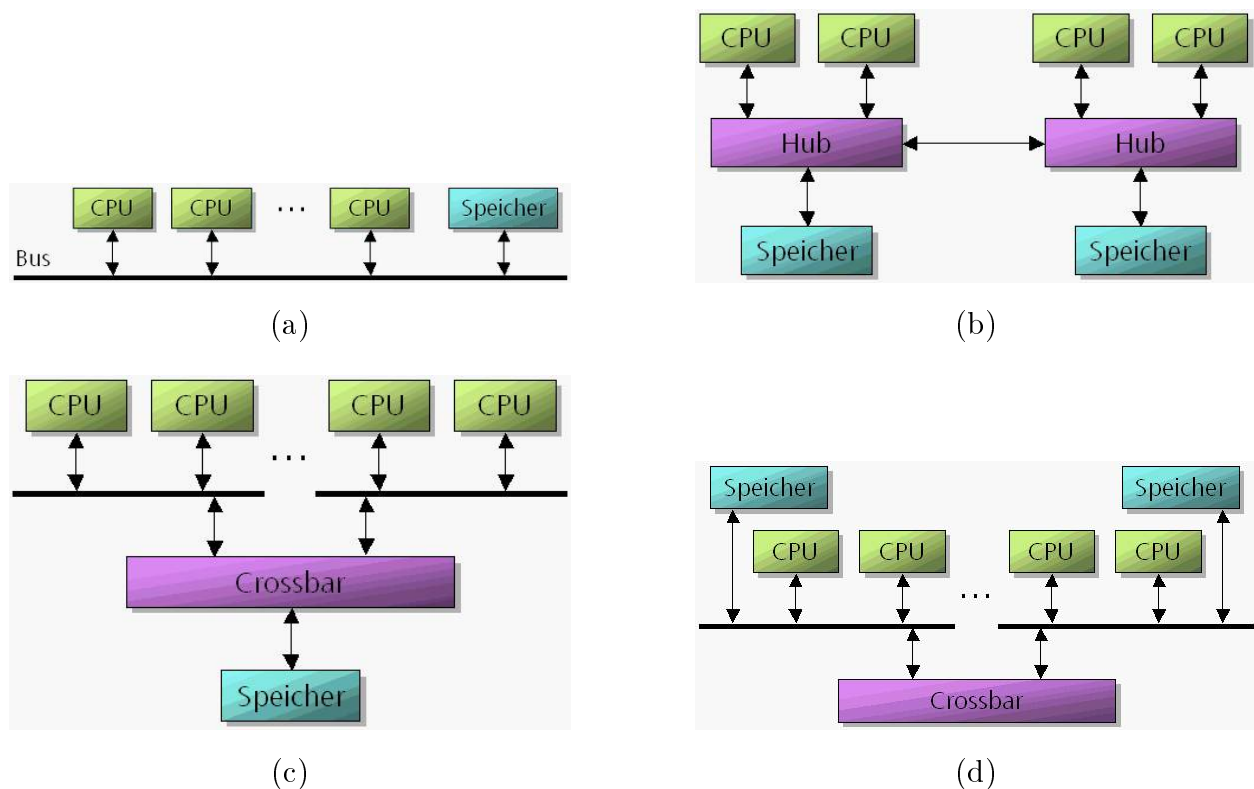 CPU CPU ... CPU Speicher
Bus
(a)
CPU CPU CPU CPU
Hub Hub
Speicher Speicher
(b)
CPU CPU ... CPU CPU
Crossbar
Speicher
(c)
Speicher Speicher
CPU CPU ... CPU CPU
Crossbar
(d)